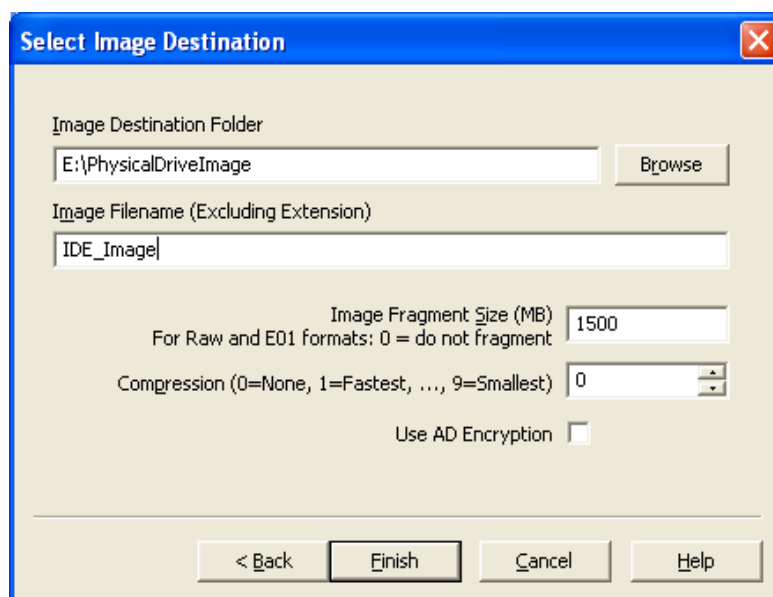 Select Image Destination
Image Destination Folder
E:\PhysicalDriveImage
Browse
Image Filename (Excluding Extension)
IDE_Image
Image Fragment Size (MB)
For Raw and E01 formats: 0 = do not fragment
1500
Compression (0=None, 1=Fastest, ..., 9=Smallest)
0
Use AD Encryption
< Back
Finish
Cancel
Help